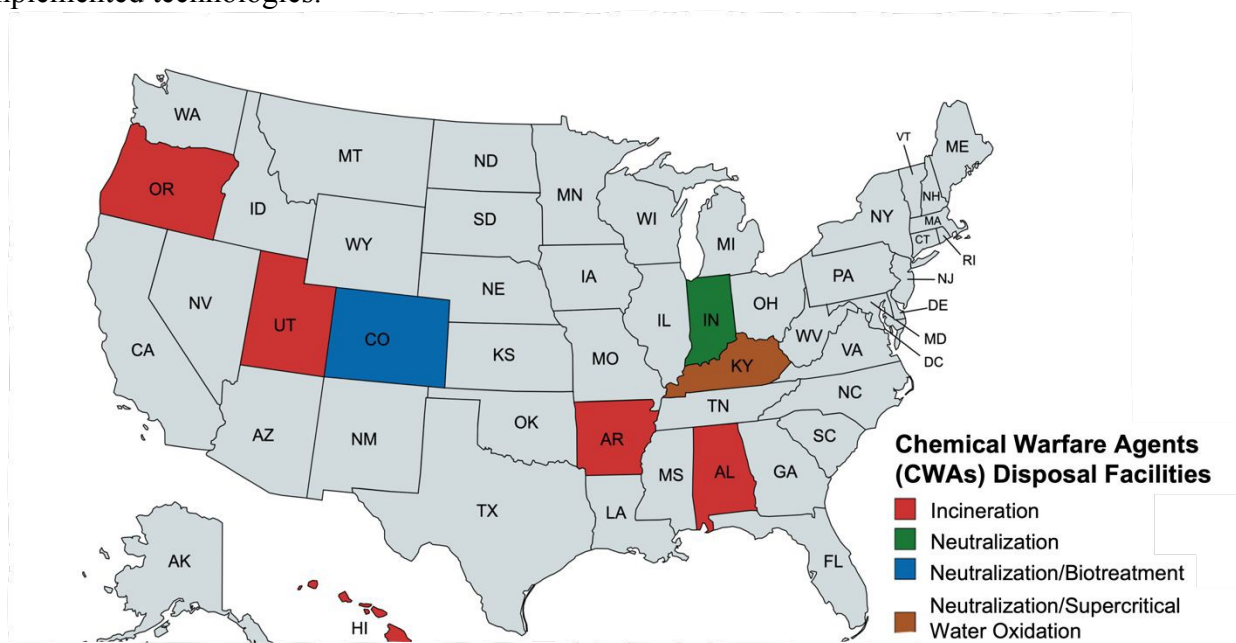 plemented technologies.
WA
OR
MT
ND
MN
ID
SD
WI
WY
MI
VT
ME
NH
NY
MA
CT
RI
NV
UT
CO
NE
IA
IL
IN
OH
PA
NJ
DE
MD
DC
WV
VA
CA
KS
MO
KY
AZ
NM
OK
AR
TN
NC
SC
TX
LA
MS
AL
GA
FL
AK
HI
Chemical Warfare Agents
(CWAs) Disposal Facilities
Incineration
Neutralization
Neutralization/Biotreatment
Neutralization/Supercritical
Water Oxidation